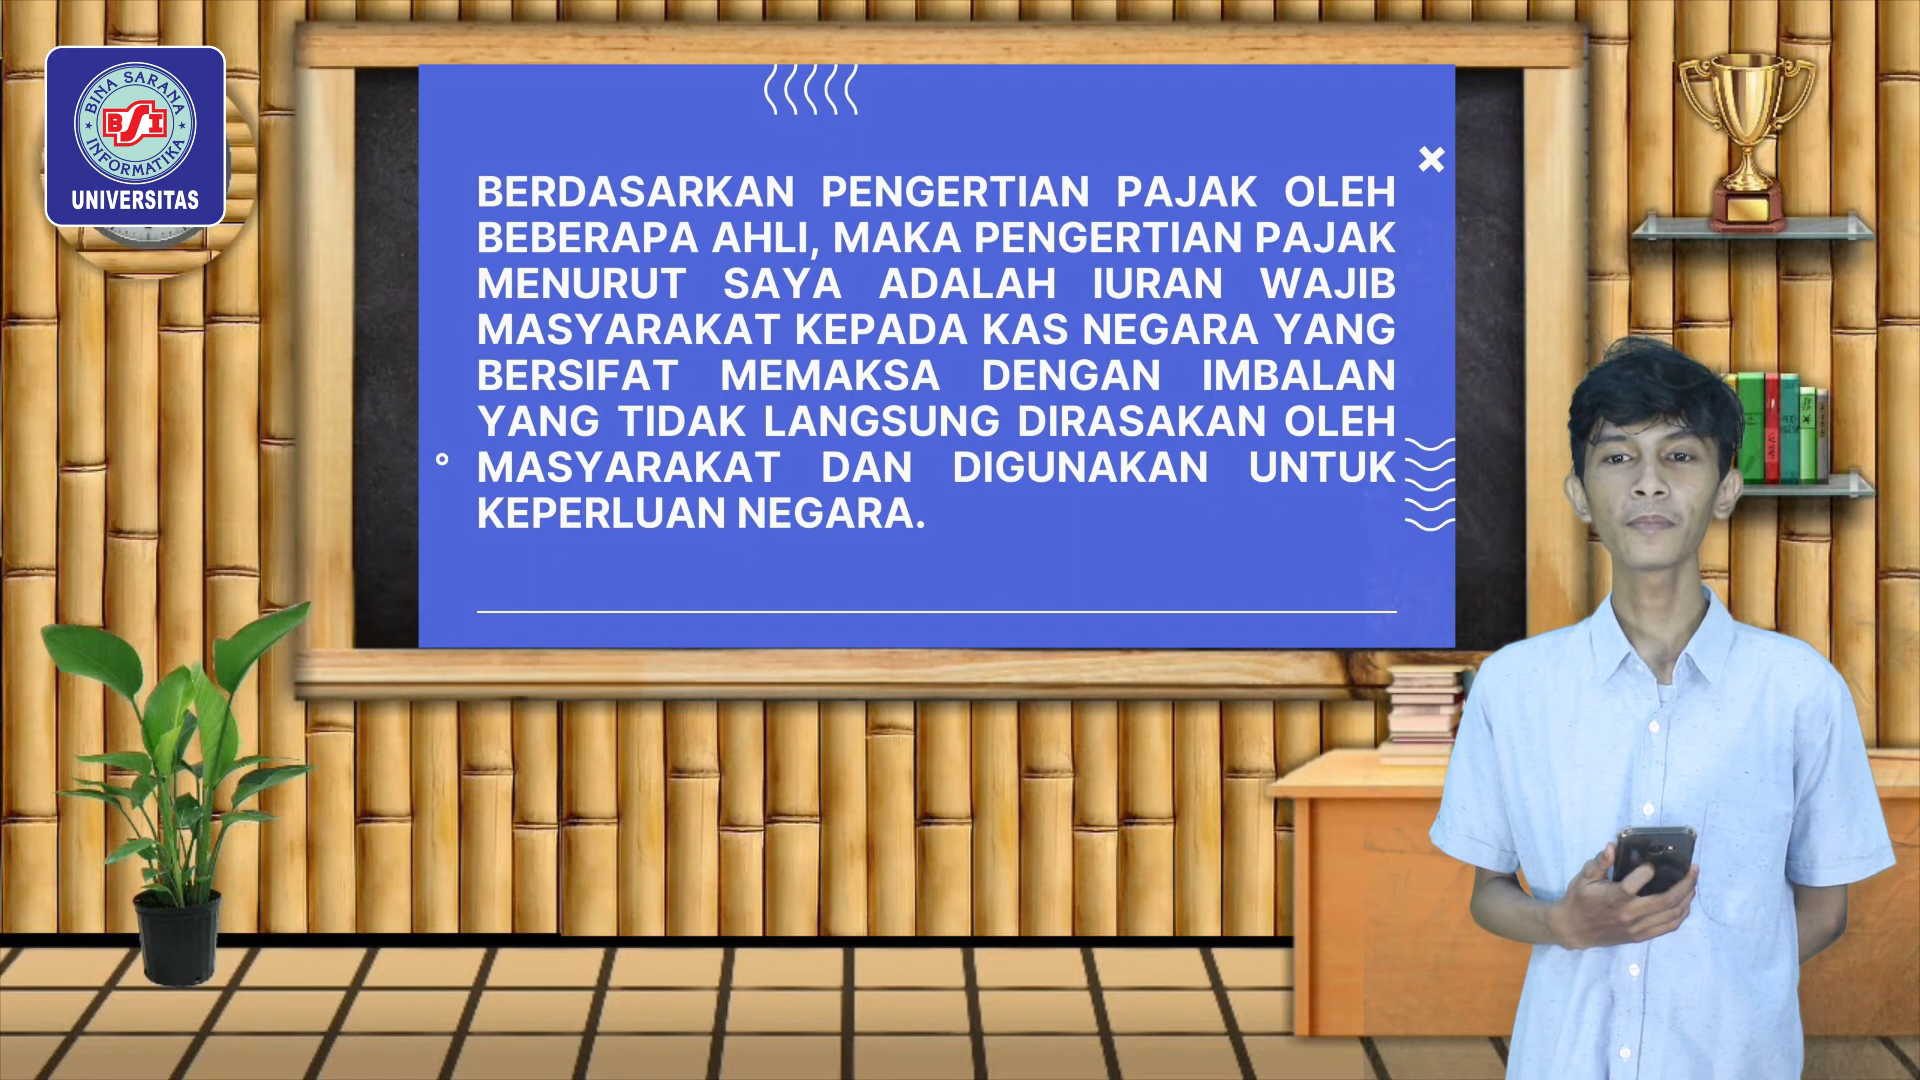 BINA SARANA
BSI
INFORMATIKA
UNIVERSITAS
BERDASARKAN PENGERTIAN PAJAK OLEH
BEBERAPA AHLI, MAKA PENGERTIAN PAJAK
MENURUT SAYA ADALAH IURAN WAJIB
MASYARAKAT KEPADA KAS NEGARA YANG
BERSIFAT MEMAKSA DENGAN IMBALAN
YANG TIDAK LANGSUNG DIRASAKAN OLEH
MASYARAKAT DAN DIGUNAKAN UNTUK
KEPERLUAN NEGARA.